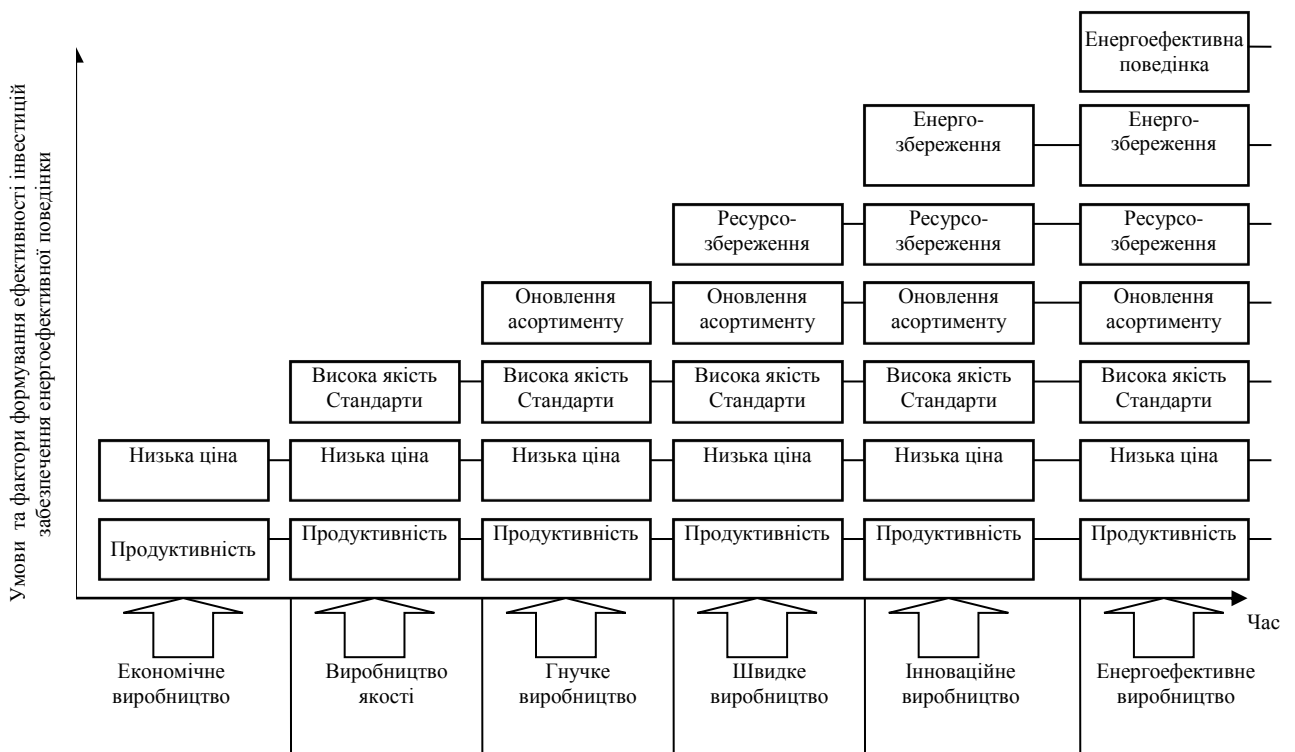 Умови та фактори формування ефективності інвестицій
забезпечення енергоефективної поведінки
Енергоефективна
поведінка
Енерго-
збереження
Енерго-
збереження
Ресурсо-
збереження
Ресурсо-
збереження
Ресурсо-
збереження
Оновлення
асортименту
Оновлення
асортименту
Оновлення
асортименту
Оновлення
асортименту
Висока якість
Стандарти
Висока якість
Стандарти
Висока якість
Стандарти
Висока якість
Стандарти
Висока якість
Стандарти
Низька ціна
Низька ціна
Низька ціна
Низька ціна
Низька ціна
Низька ціна
Продуктивність
Продуктивність
Продуктивність
Продуктивність
Продуктивність
Продуктивність
Час
Економічне
виробництво
Виробництво
якості
Гнучке
виробництво
Швидке
виробництво
Інноваційне
виробництво
Енергоефективне
виробництво